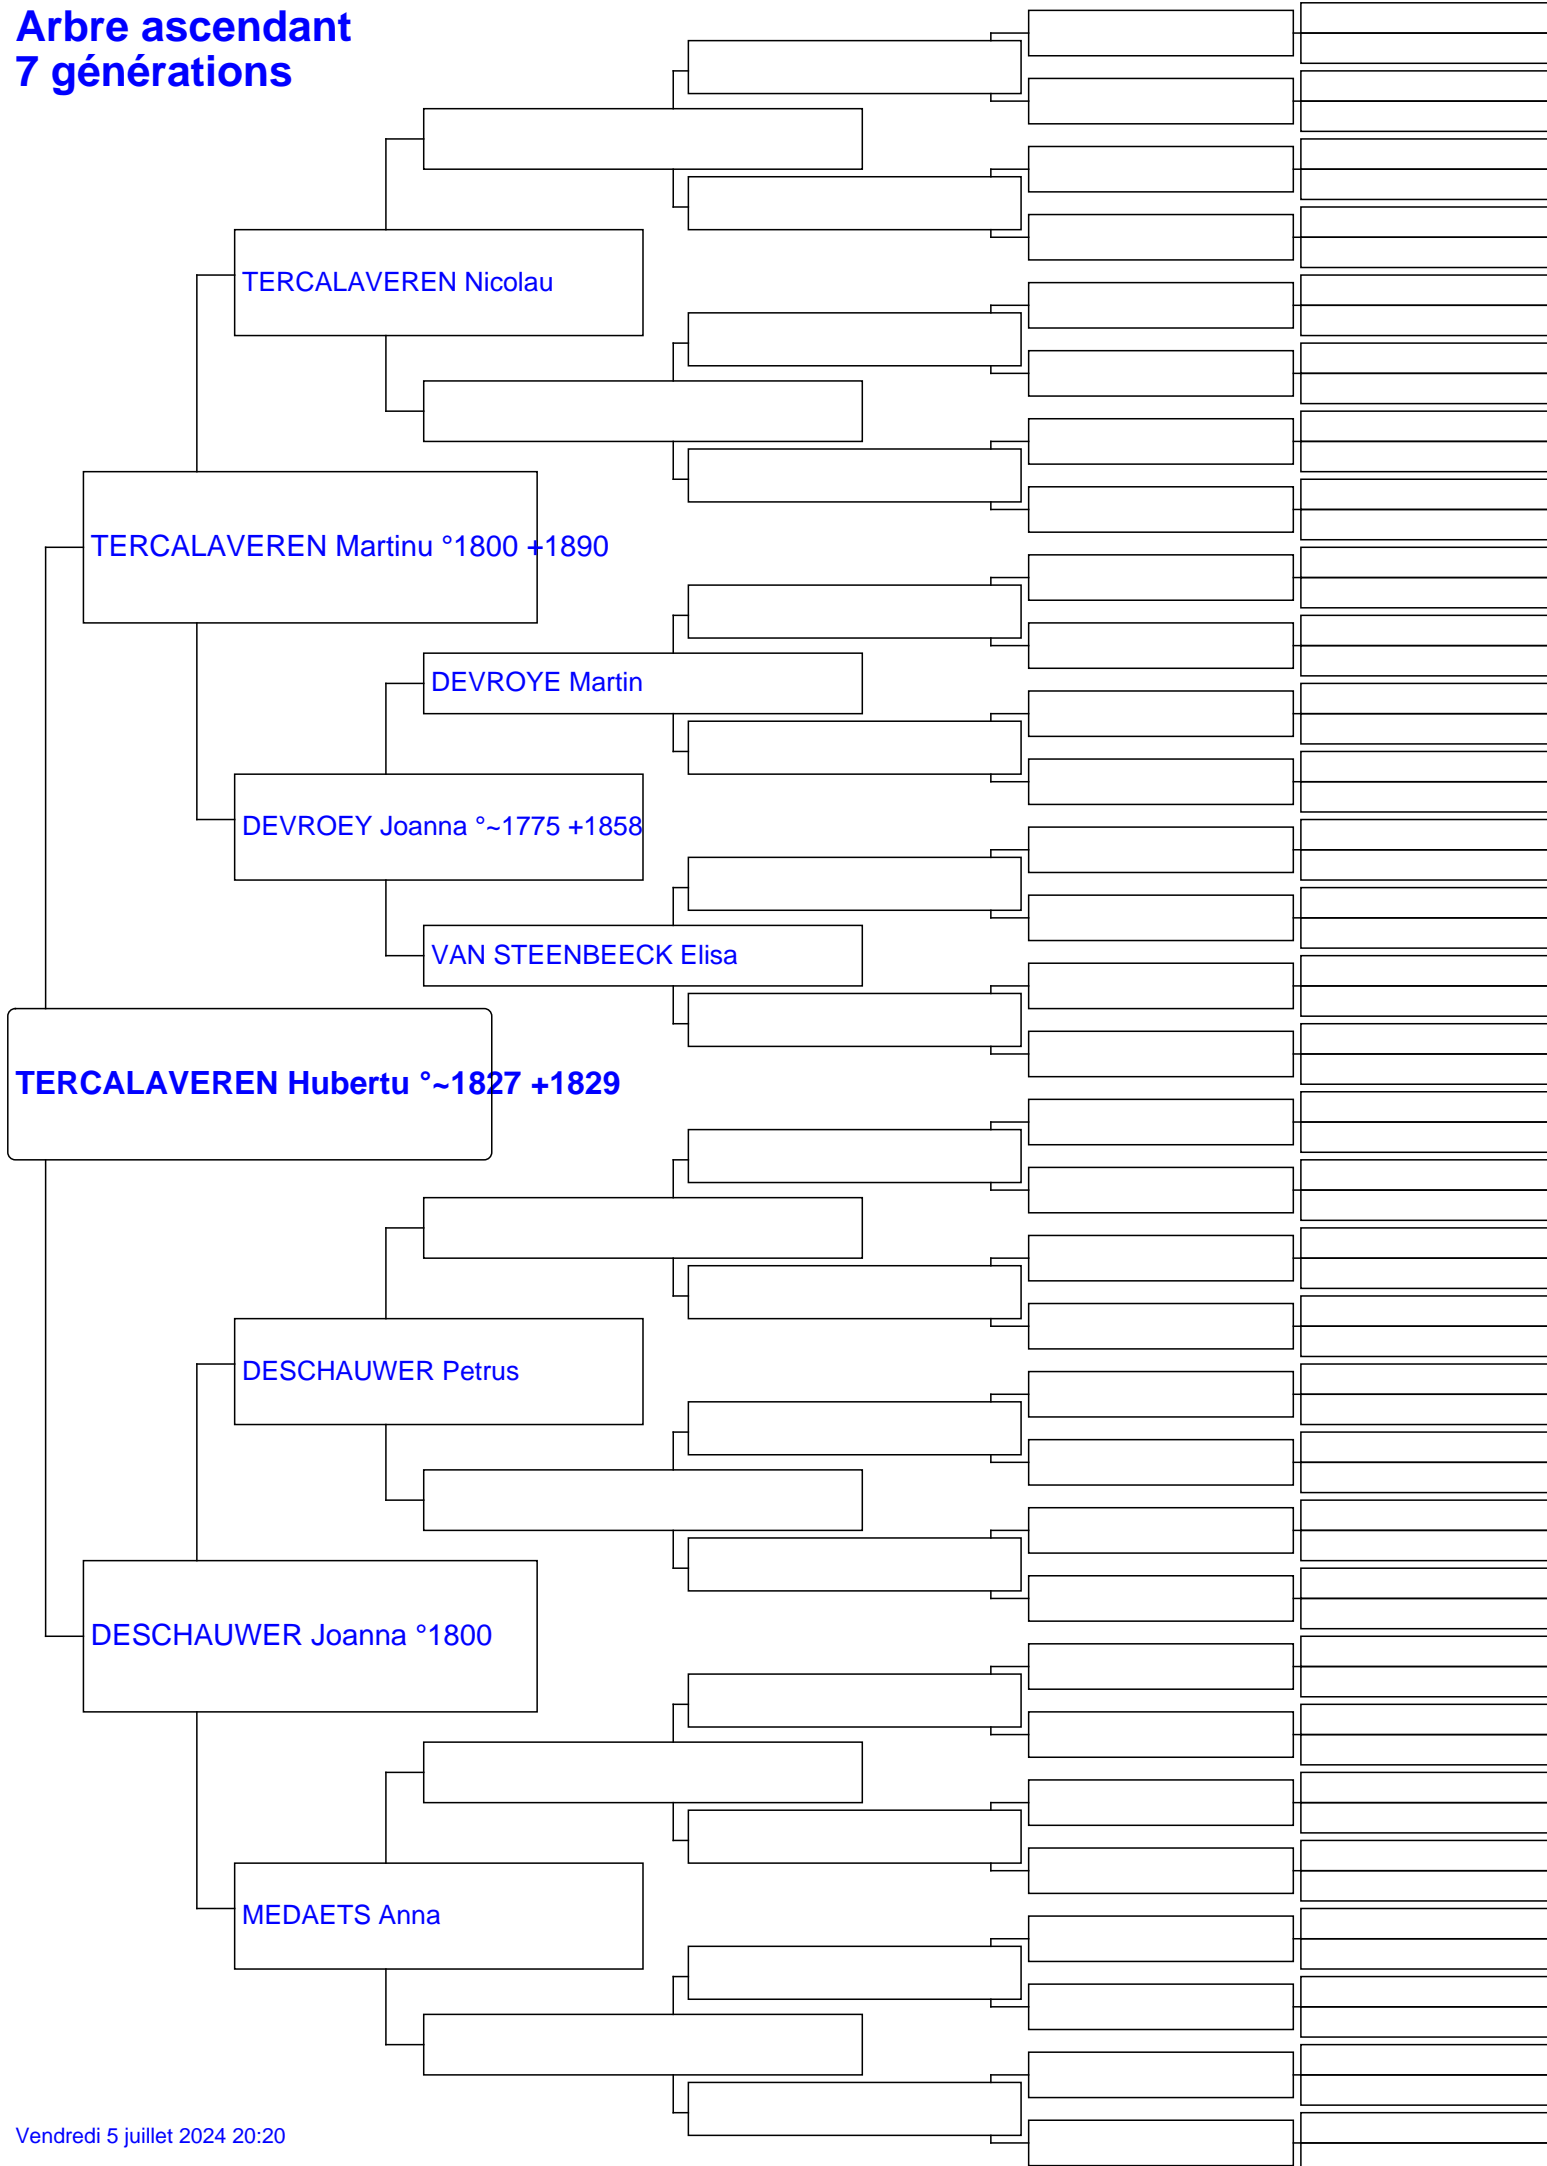 Arbre ascendant
7 générations
TERCALAVEREN Nicolau
TERCALAVEREN Martinu °1800 +1890
DEVROYE Martin
DEVROEY Joanna °~1775 +1858
VAN STEENBEECK Elisa
TERCALAVEREN Hubertu °~1827 +1829
DESCHAUWER Petrus
DESCHAUWER Joanna °1800
MEDAETS Anna
Vendredi 5 juillet 2024 20:20